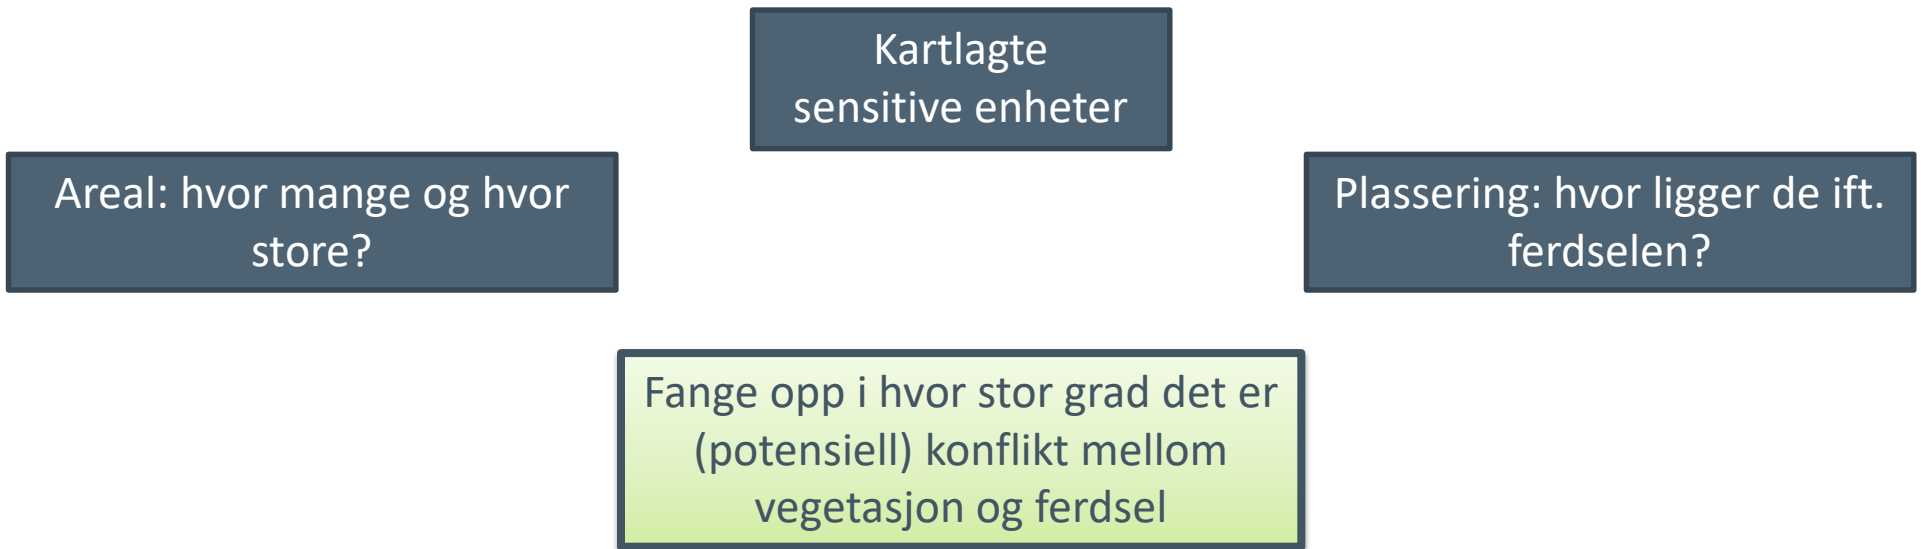 Kartlagte
sensitive enheter
Areal: hvor mange og hvor
store?
Plassering: hvor ligger de ift.
ferdselen?
Fange opp i hvor stor grad det er
(potensiell) konflikt mellom
vegetasjon og ferdsel